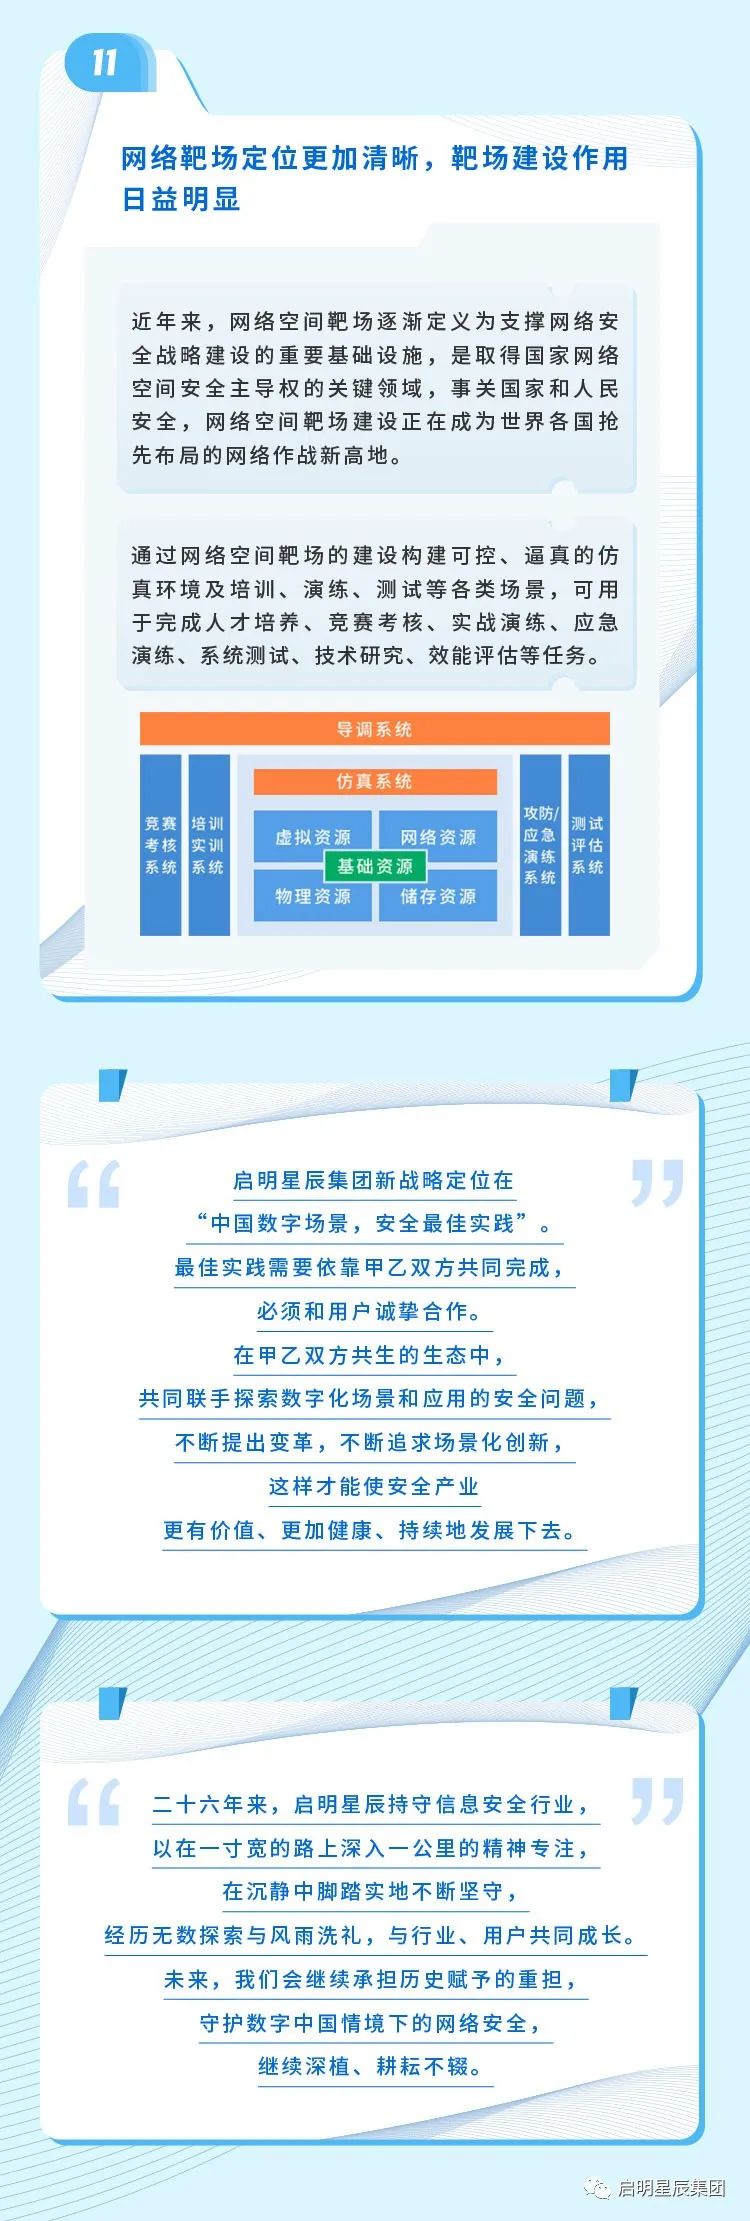 11
网络靶场定位更加清晰，靶场建设作用
日益明显
近年来，网络空间靶场逐渐定义为支撑网络安
全战略建设的重要基础设施，是取得国家网络
空间安全主导权的关键领域，事关国家和人民
安全，网络空间靶场建设正在成为世界各国抢
先布局的网络作战新高地。
通过网络空间靶场的建设构建可控、逼真的仿
真环境及培训、演练、测试等各类场景，可用
于完成人才培养、竞赛考核、实战演练、应急
演练、系统测试、技术研究、效能评估等任务。
导调系统
竞赛
考核
系统
培训
实训
系统
仿真系统
虚拟资源
网络资源
基础资源
物理资源
储存资源
攻防/
应急
演练
系统
测试
评估
系统
启明星辰集团新战略定位在
“中国数字场景，安全最佳实践”。
最佳实践需要依靠甲乙双方共同完成，
必须和用户诚挚合作。
在甲乙双方共生的生态中，
共同联手探索数字化场景和应用的安全问题，
不断提出变革，不断追求场景化创新，
这样才能使安全产业
更有价值、更加健康、持续地发展下去。
二十六年来，启明星辰持守信息安全行业，
以在一寸宽的路上深入一公里的精神专注，
在沉静中脚踏实地不断坚守，
经历无数探索与风雨洗礼，与行业、用户共同成长。
未来，我们会继续承担历史赋予的重担，
守护数字中国情境下的网络安全，
继续深植、耕耘不辍。
启明星辰集团